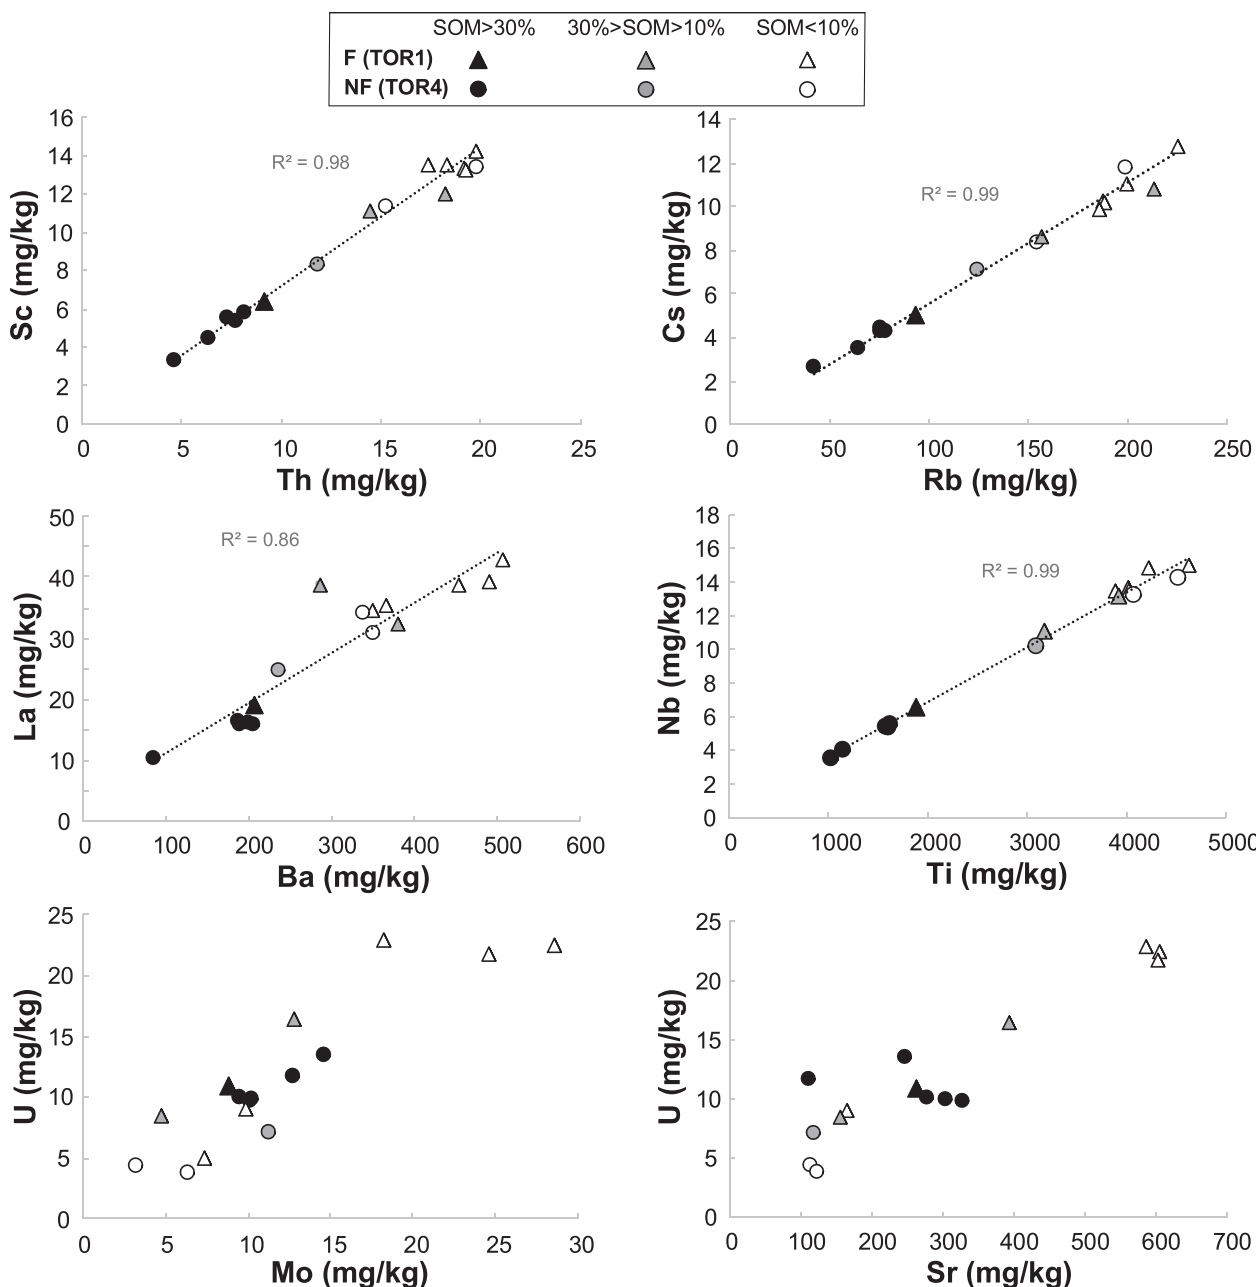 SOM>30% 30%>SOM>10% SOM<10%
F (TOR1)
NF (TOR4)
16
14
12
10
8
6
4
2
0
Sc (mg/kg)
R² = 0.98
0 5 10 15 20 25
Th (mg/kg)
14
12
10
8
6
4
2
0
Cs (mg/kg)
R² = 0.99
0 50 100 150 200 250
Rb (mg/kg)
50
40
30
20
10
0
La (mg/kg)
R² = 0.86
0 100 200 300 400 500 600
Ba (mg/kg)
18
16
14
12
10
8
6
4
2
0
Nb (mg/kg)
R² = 0.99
0 1000 2000 3000 4000 5000
Ti (mg/kg)
25
20
15
10
5
0
U (mg/kg)
0 5 10 15 20 25 30
Mo (mg/kg)
25
20
15
10
5
0
U (mg/kg)
0 100 200 300 400 500 600 700
Sr (mg/kg)